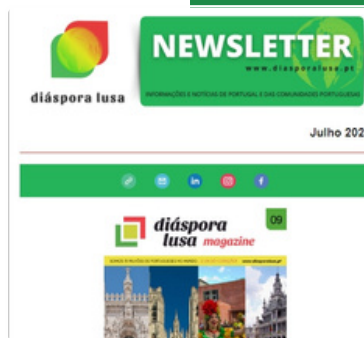 NEWSLETTER
www.diasporalusa.pt
diáspora lusa
INFORMAÇÕES E NOTÍCIAS DE PORTUGAL E DAS COMUNIDADES PORTUGUESAS
Julho 202
in
f
09
diáspora
lusa magazine
www.diasporalusa.pt